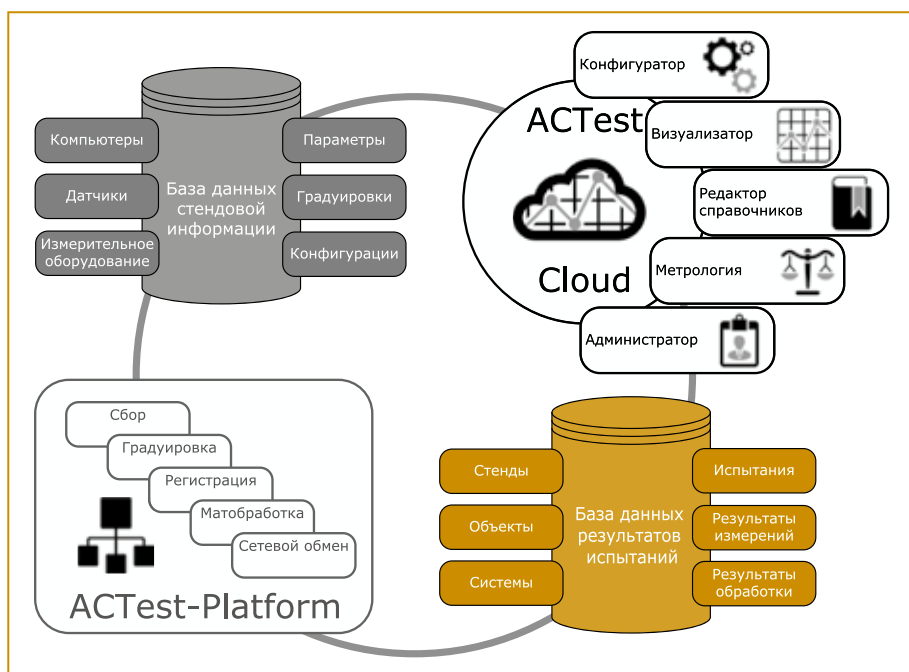 Компьютеры
Датчики
Измерительное
оборудование
База данных
стендовой
информации
Параметры
Градуировки
Конфигурации
ACTest
Cloud
Конфигуратор
Визуализатор
Редактор
справочников
Метрология
Администратор
Сбор
Градуировка
Регистрация
Матобработка
Сетевой обмен
ACTest-Platform
Стенды
Объекты
Системы
База данных
результатов
испытаний
Испытания
Результаты
измерений
Результаты
обработки